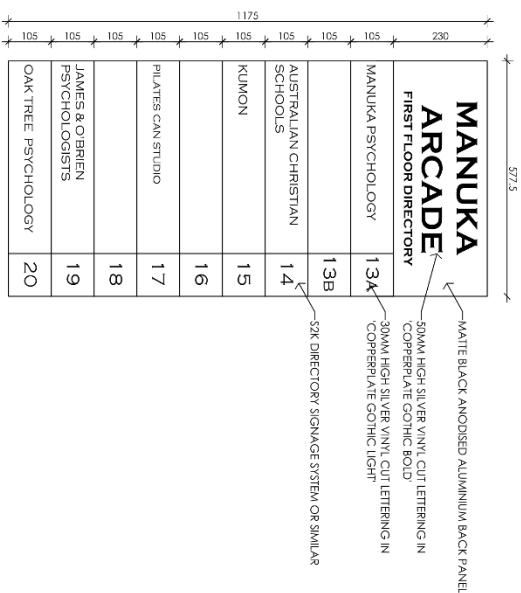 1175
230
105
105
105
105
105
105
105
105
105
577.5
MANUKA
ARCADE
FIRST FLOOR DIRECTORY
MANUKA PSYCHOLOGY
13A
13B
AUSTRALIAN CHRISTIAN
SCHOOLS
14
KUMON
15
16
PILATES CAN STUDIO
17
18
JAMES & O'BRIEN
PSYCHOLOGISTS
19
OAK TREE PSYCHOLOGY
20
MATTE BLACK ANODISED ALUMINIUM BACK PANEL
50MM HIGH SILVER VINYL CUT LETTERING IN
'COPPERPLATE GOTHIC BOLD'
30MM HIGH SILVER VINYL CUT LETTERING IN
'COPPERPLATE GOTHIC LIGHT'
S2K DIRECTORY SIGNAGE SYSTEM OR SIMILAR